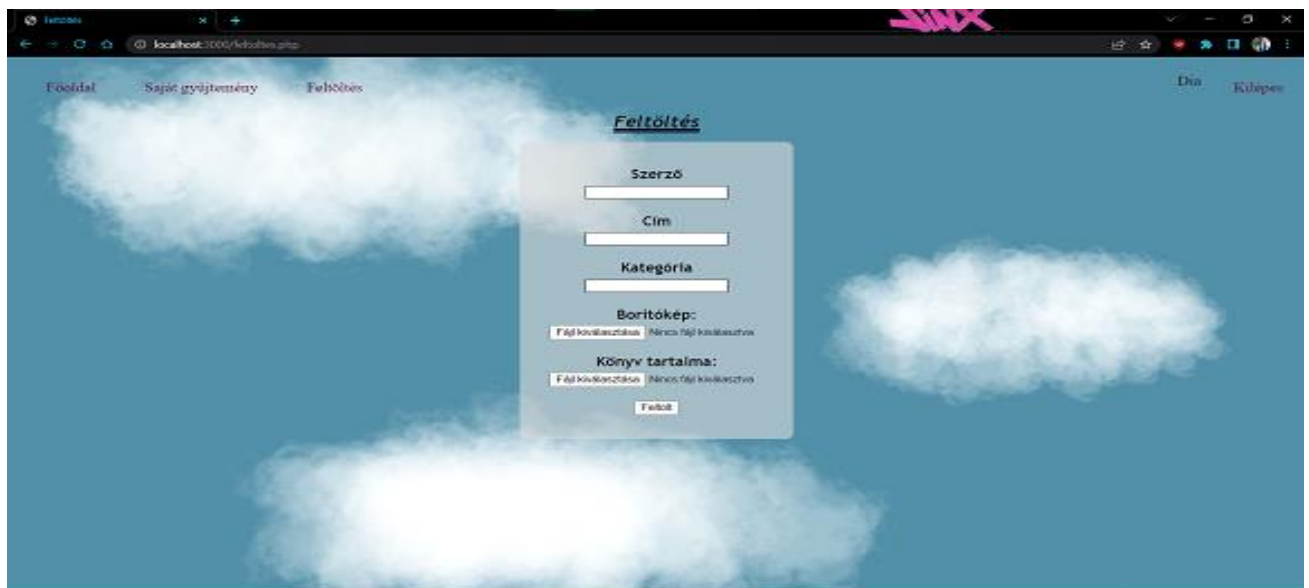 Feltöltés
localhost:3000/feltoltes.php
JINX
Főoldal Saját gyűjtemény Feltöltés Dia Kilépés
Feltöltés
Szerző
Cím
Kategória
Borítókép:
Fájl kiválasztása Nincs fájl kiválasztva
Könyv tartalma:
Fájl kiválasztása Nincs fájl kiválasztva
Feltölt